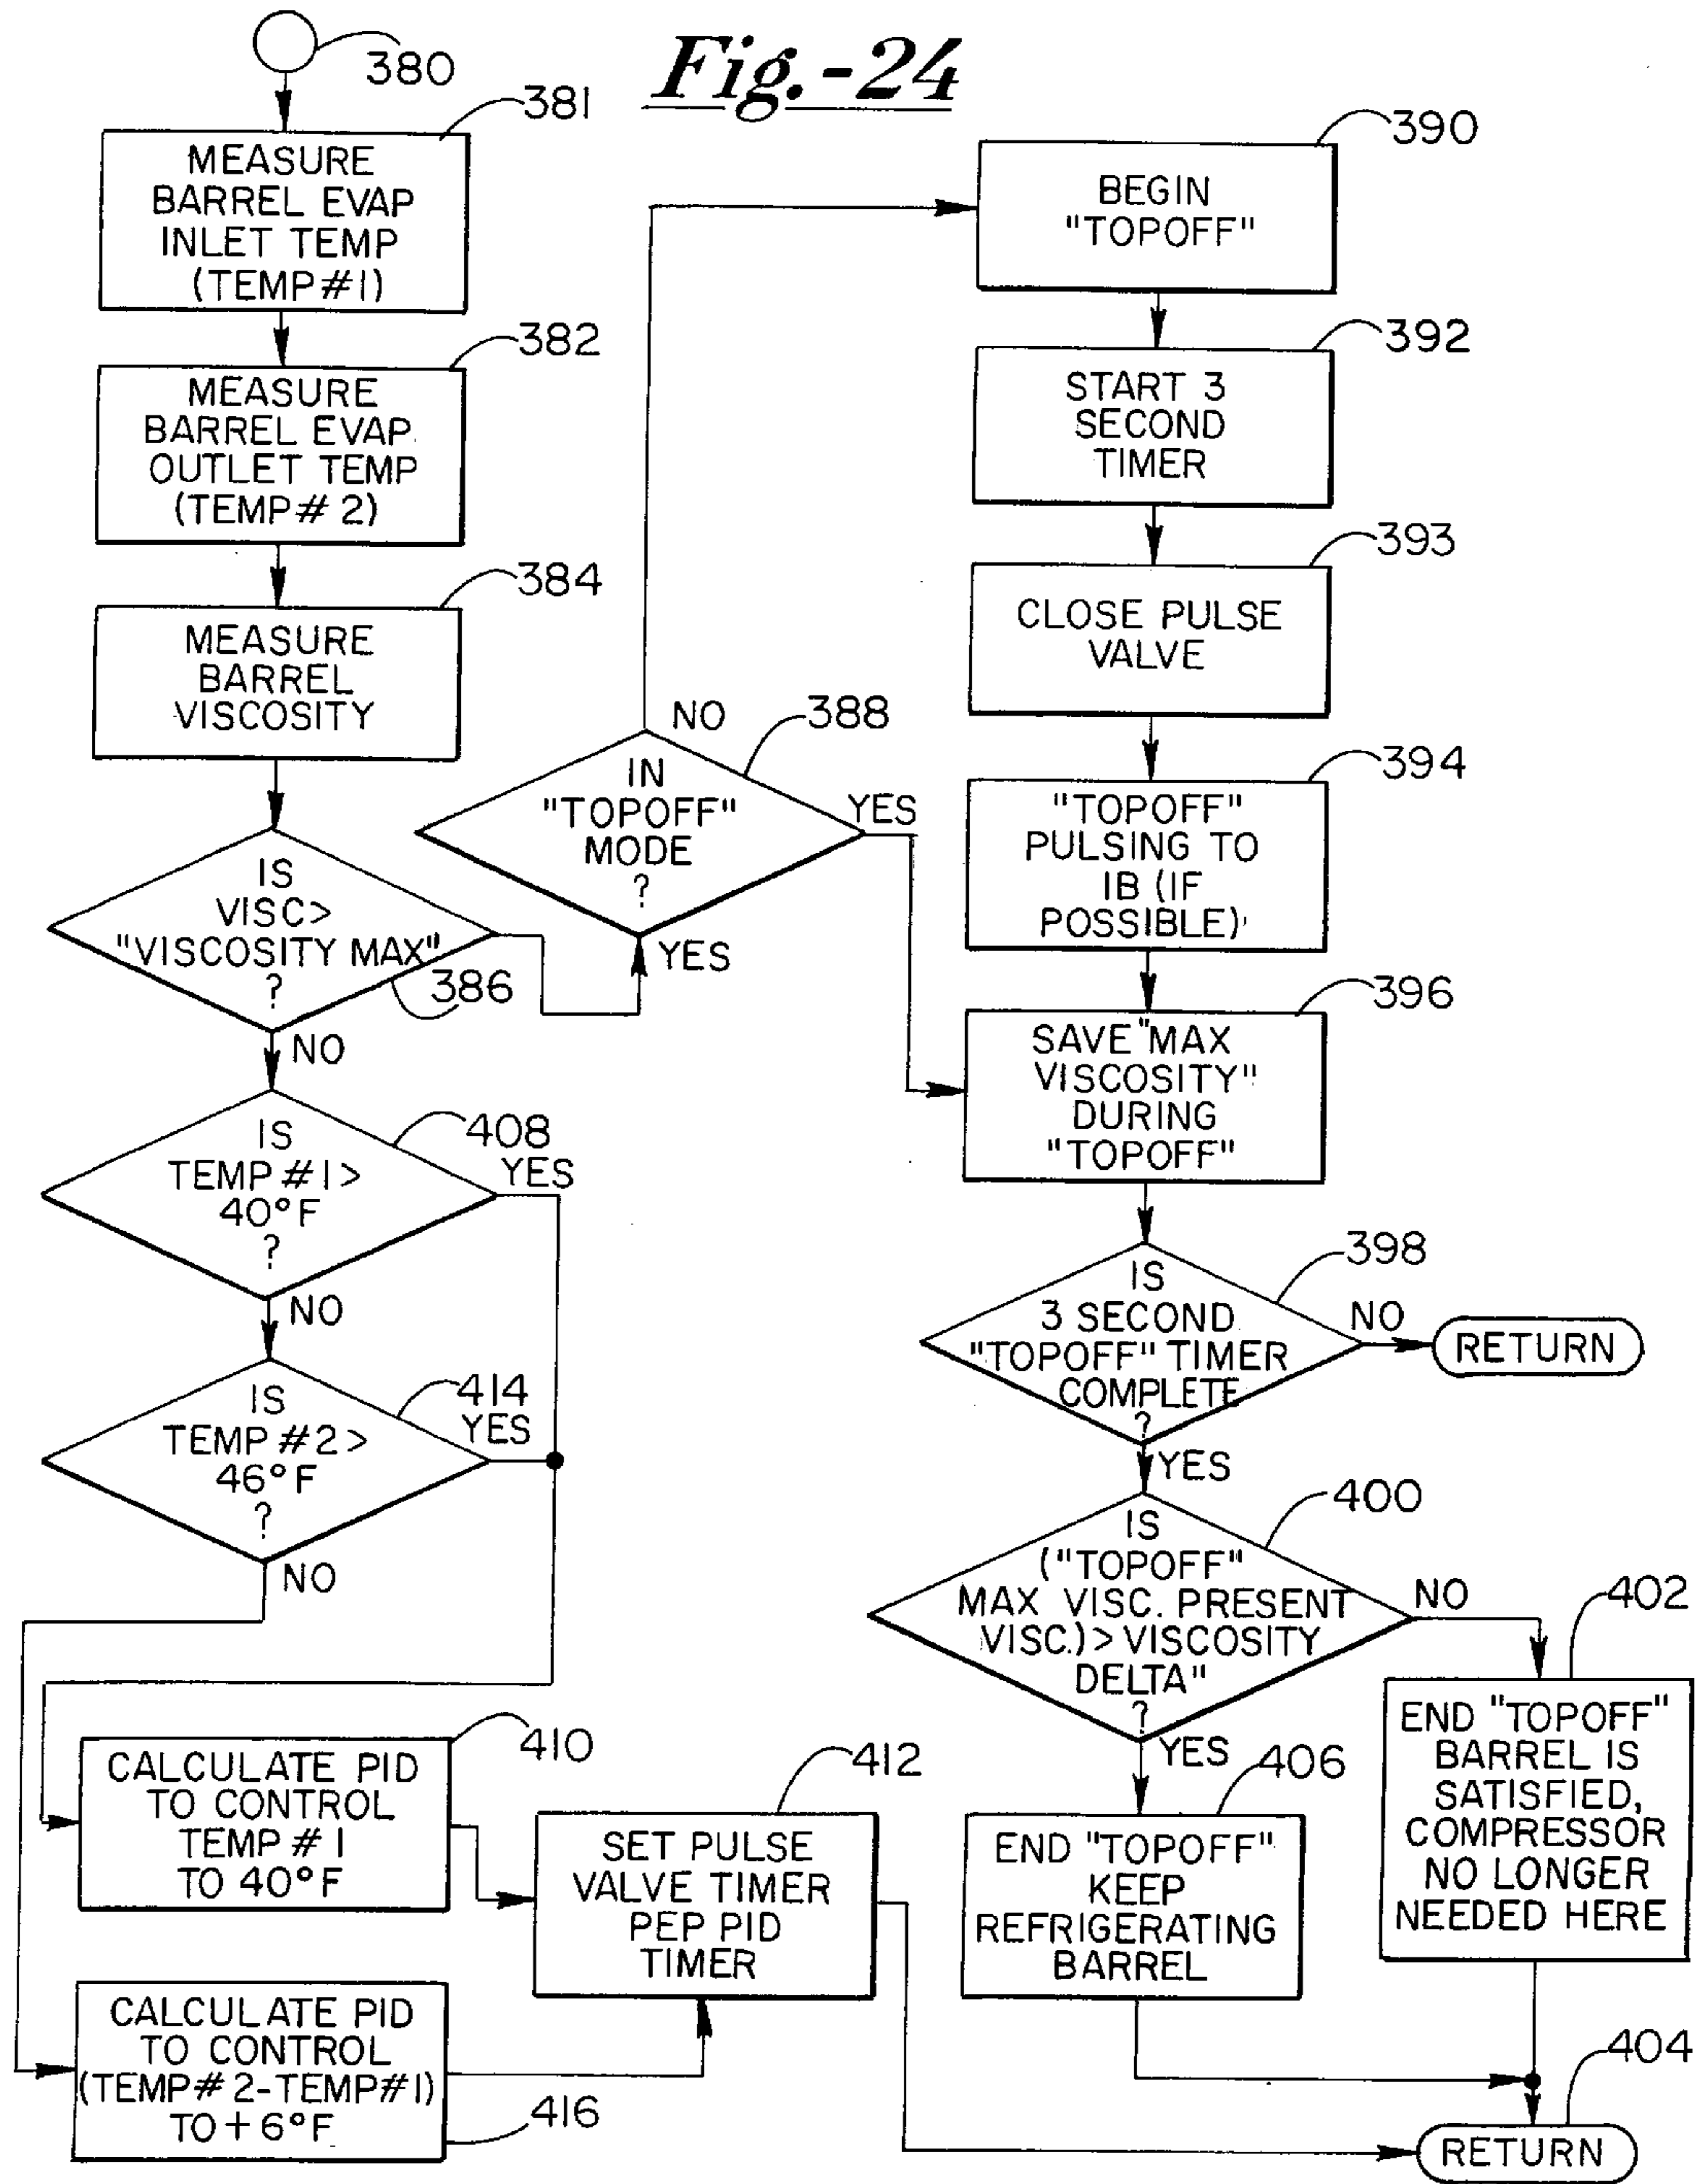 Fig.-24
380
381
MEASURE
BARREL EVAP
INLET TEMP
(TEMP #1)
382
MEASURE
BARREL EVAP.
OUTLET TEMP
(TEMP # 2)
384
MEASURE
BARREL
VISCOSITY
IS
VISC>
"VISCOSITY MAX"
?
386
YES
NO
388
IN
"TOPOFF"
MODE
?
NO
YES
390
BEGIN
"TOPOFF"
392
START 3
SECOND
TIMER
393
CLOSE PULSE
VALVE
394
"TOPOFF"
PULSING TO
IB (IF
POSSIBLE)
396
SAVE "MAX
VISCOSITY"
DURING
"TOPOFF"
398
IS
3 SECOND
"TOPOFF" TIMER
COMPLETE
?
NO
RETURN
YES
400
IS
("TOPOFF"
MAX VISC. PRESENT
VISC.) > VISCOSITY
DELTA"
?
NO
YES
402
END "TOPOFF"
BARREL IS
SATISFIED,
COMPRESSOR
NO LONGER
NEEDED HERE
406
END "TOPOFF"
KEEP
REFRIGERATING
BARREL
404
RETURN
408
IS
TEMP #1 >
40°F
?
YES
NO
414
IS
TEMP #2 >
46°F
?
YES
NO
410
CALCULATE PID
TO CONTROL
TEMP # 1
TO 40°F
412
SET PULSE
VALVE TIMER
PEP PID
TIMER
CALCULATE PID
TO CONTROL
(TEMP# 2-TEMP#1)
TO + 6°F
416